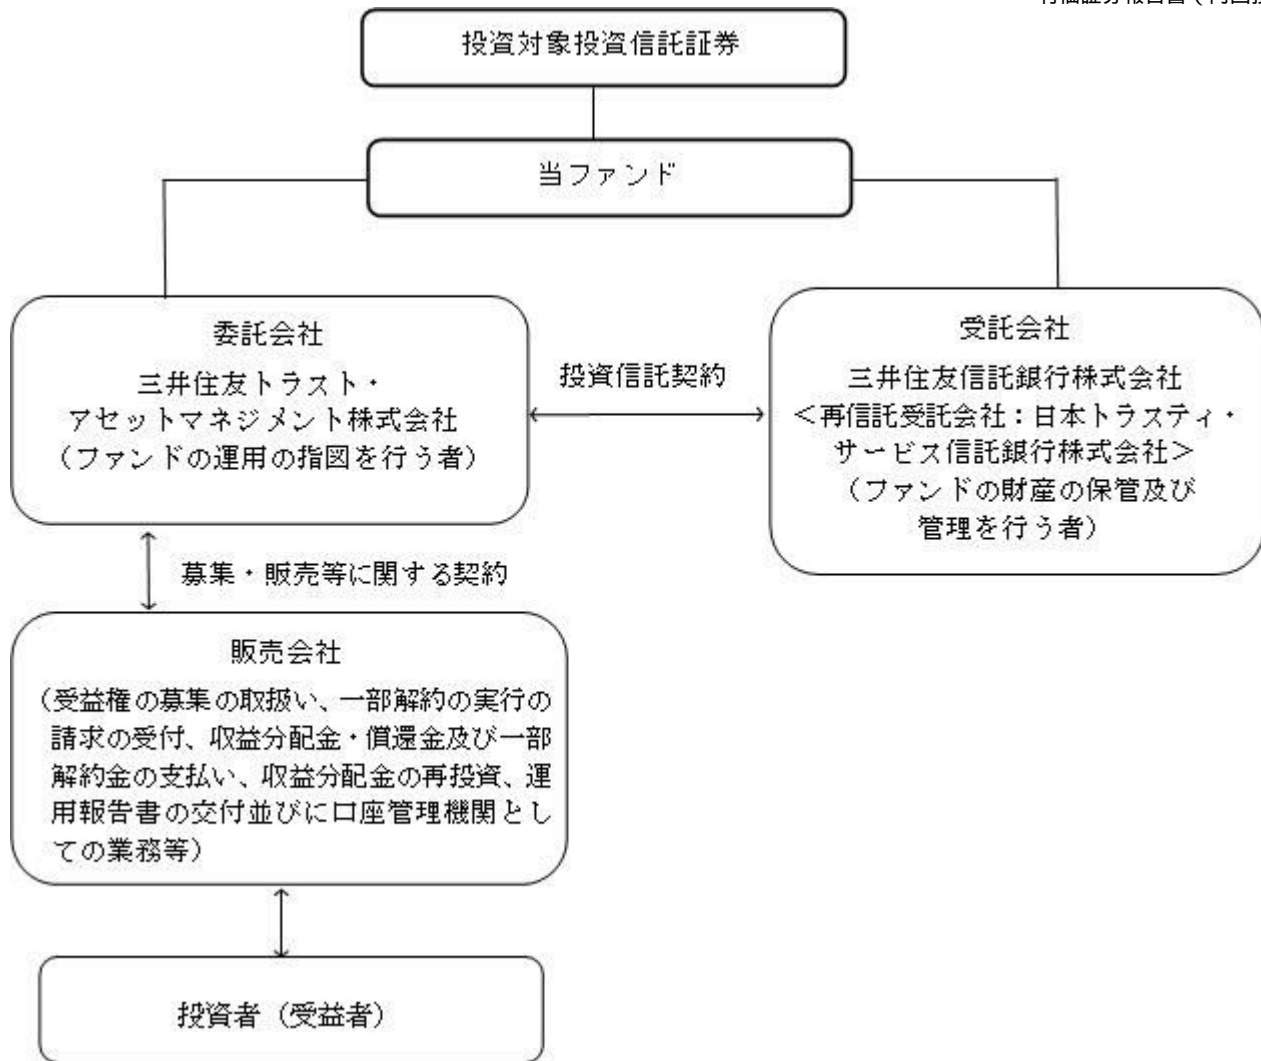 投資対象投資信託証券
当ファンド
委託会社
三井住友トラスト・
アセットマネジメント株式会社
（ファンドの運用の指図を行う者）
投資信託契約
受託会社
三井住友信託銀行株式会社
＜再信託受託会社：日本トラスティ・
サービス信託銀行株式会社＞
（ファンドの財産の保管及び
管理を行う者）
募集・販売等に関する契約
販売会社
（受益権の募集の取扱い、一部解約の実行の
請求の受付、収益分配金・償還金及び一部
解約金の支払い、収益分配金の再投資、運
用報告書の交付並びに口座管理機関とし
ての業務等）
投資者（受益者）